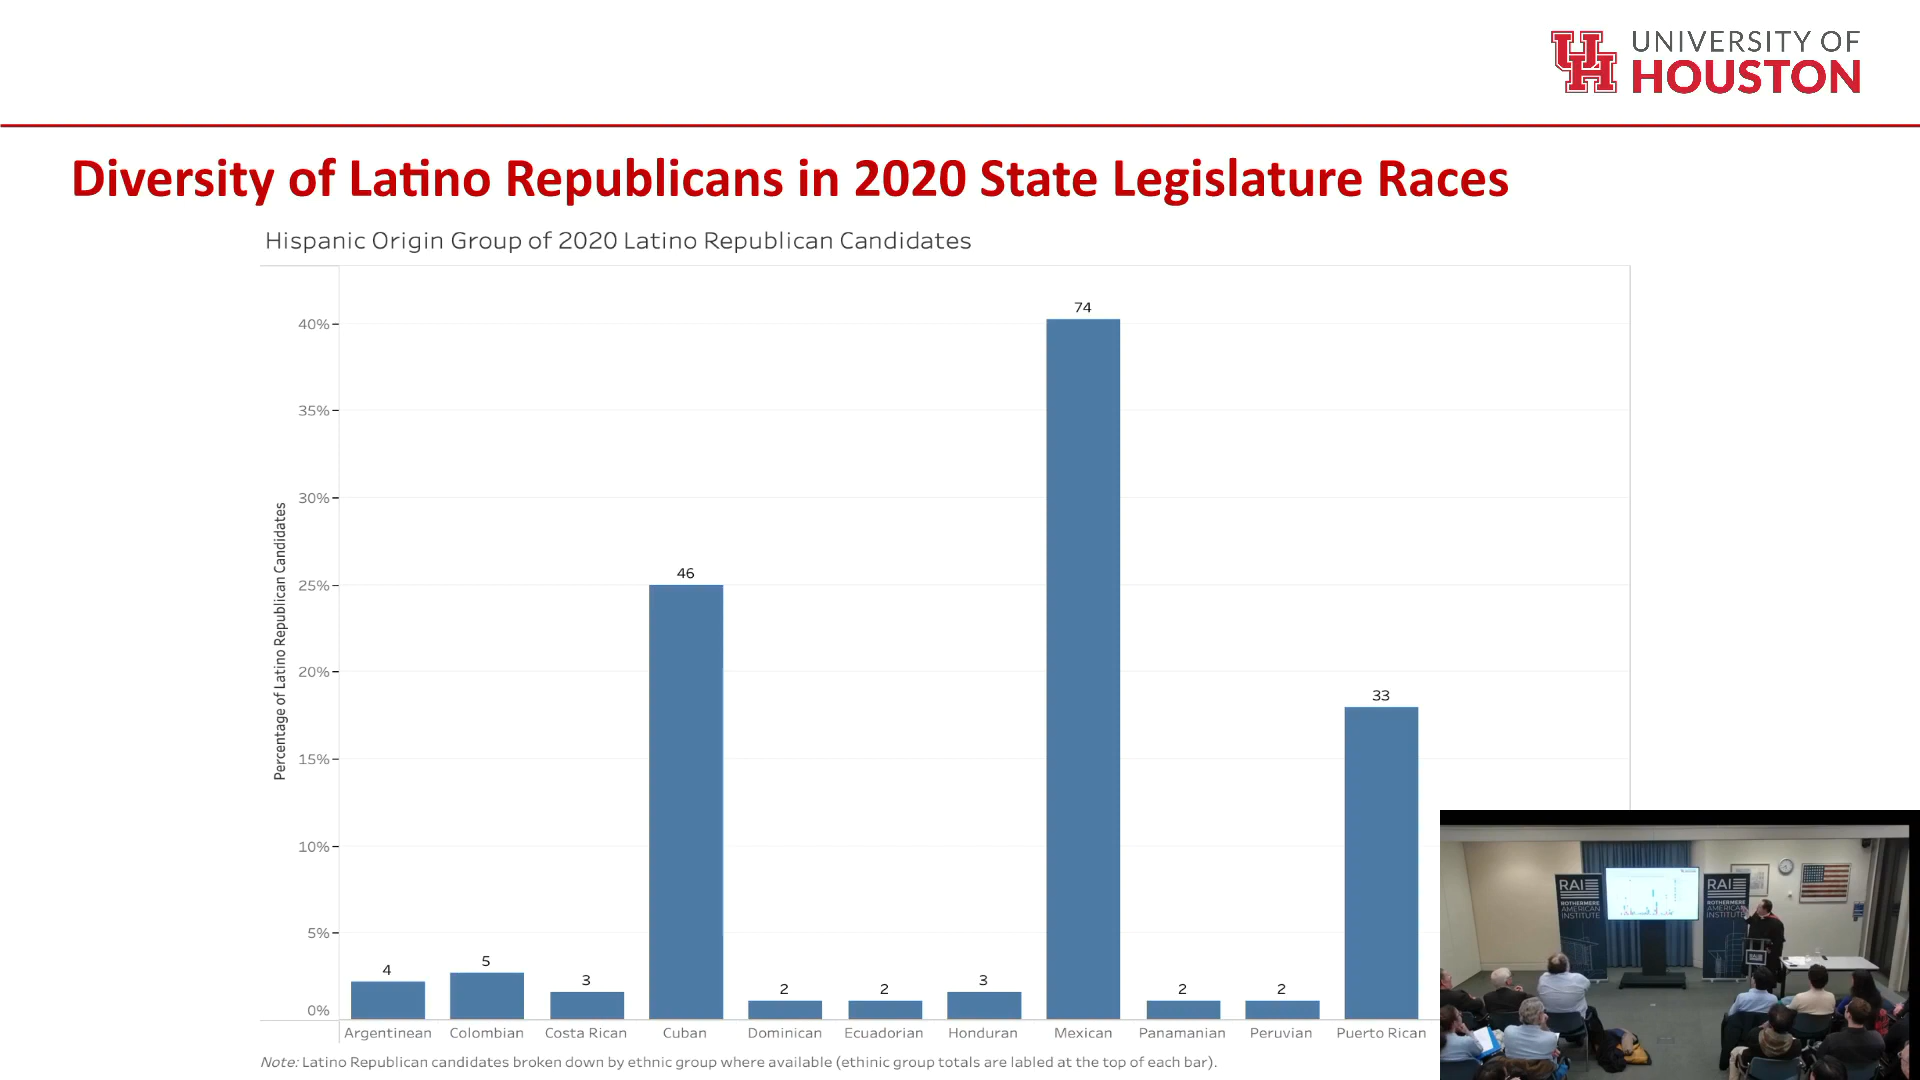 UNIVERSITY OF
HOUSTON
Diversity of Latino Republicans in 2020 State Legislature Races
Hispanic Origin Group of 2020 Latino Republican Candidates
Percentage of Latino Republican Candidates
40%
35%
30%
25%
20%
15%
10%
5%
0%
4
5
3
46
2
2
3
74
2
2
33
Argentinean
Colombian
Costa Rican
Cuban
Dominican
Ecuadorian
Honduran
Mexican
Panamanian
Peruvian
Puerto Rican
Note: Latino Republican candidates broken down by ethnic group where available (ethinic group totals are labled at the top of each bar).
RAI
ROTHERMERE
AMERICAN
INSTITUTE
RAI
ROTHERMERE
AMERICAN
INSTITUTE